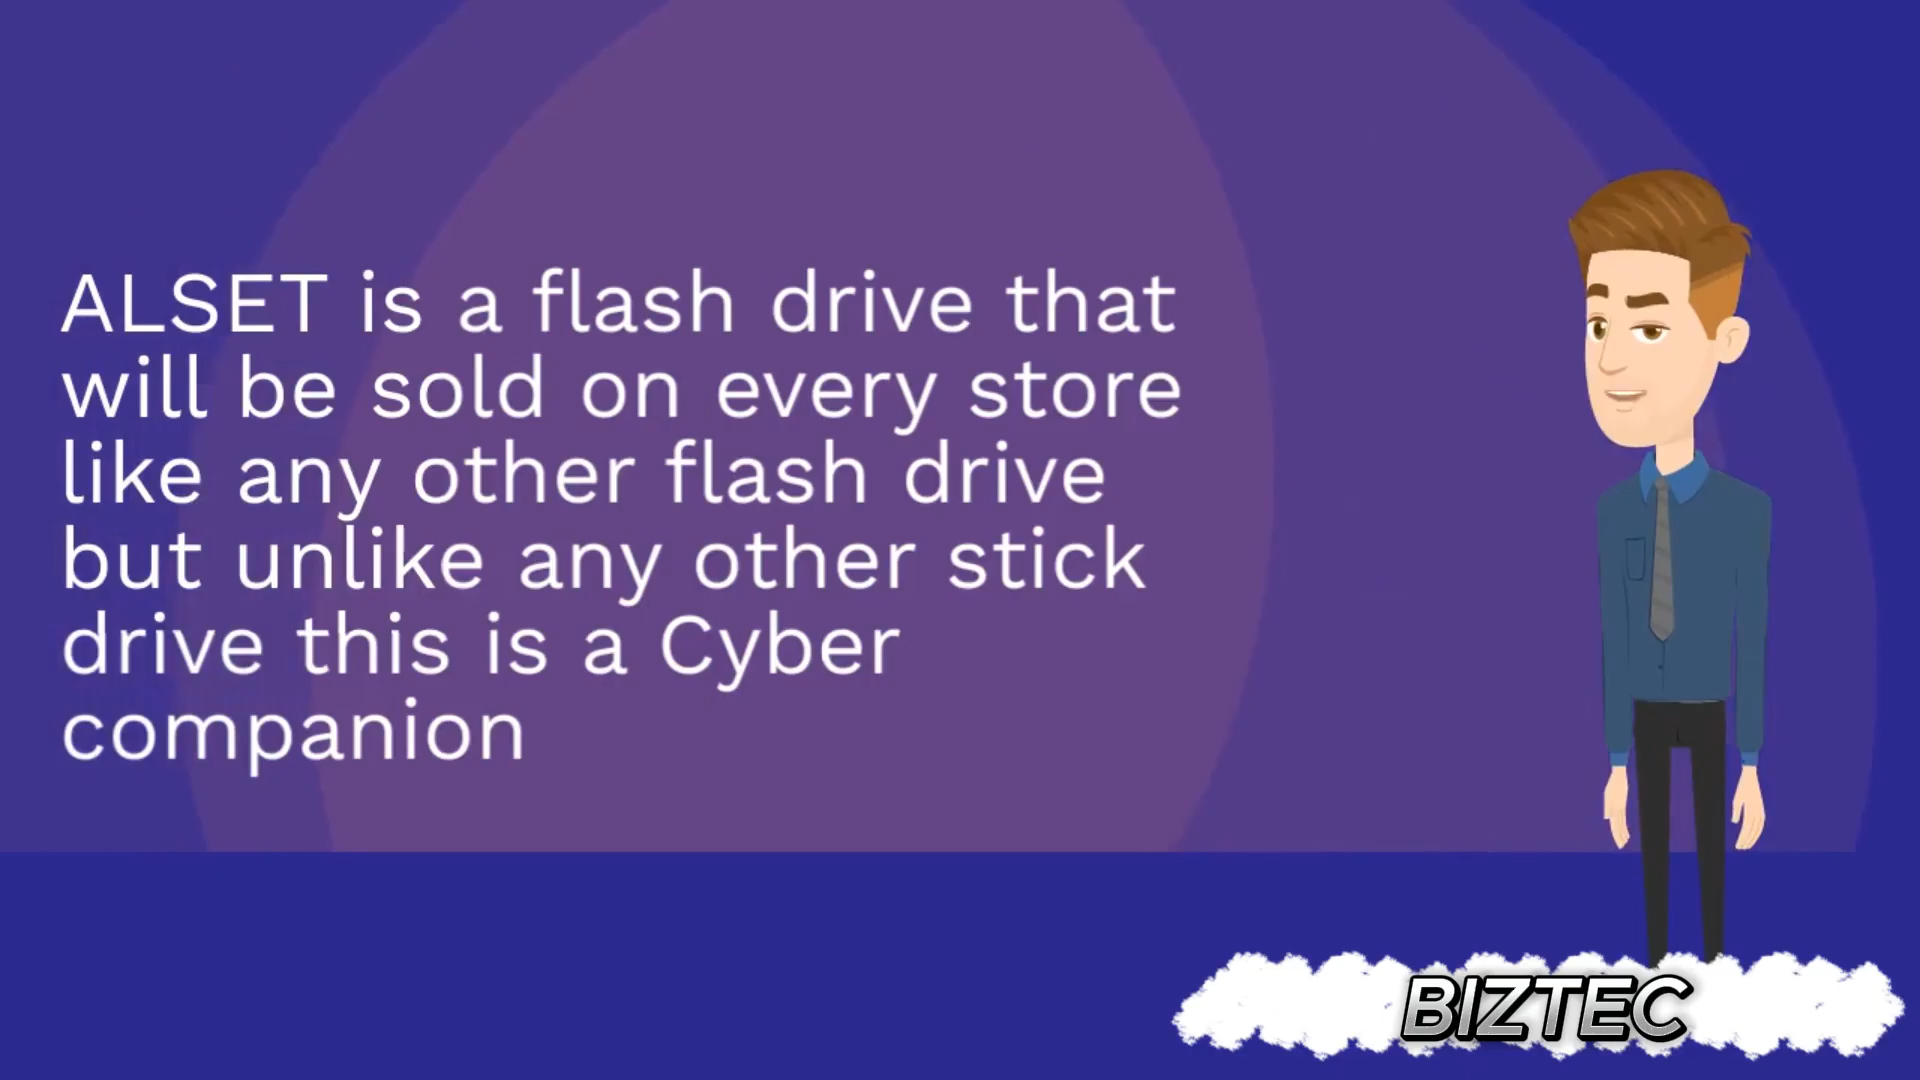 ALSET is a flash drive that
will be sold on every store
like any other flash drive
but unlike any other stick
drive this is a Cyber
companion
BIZTEC